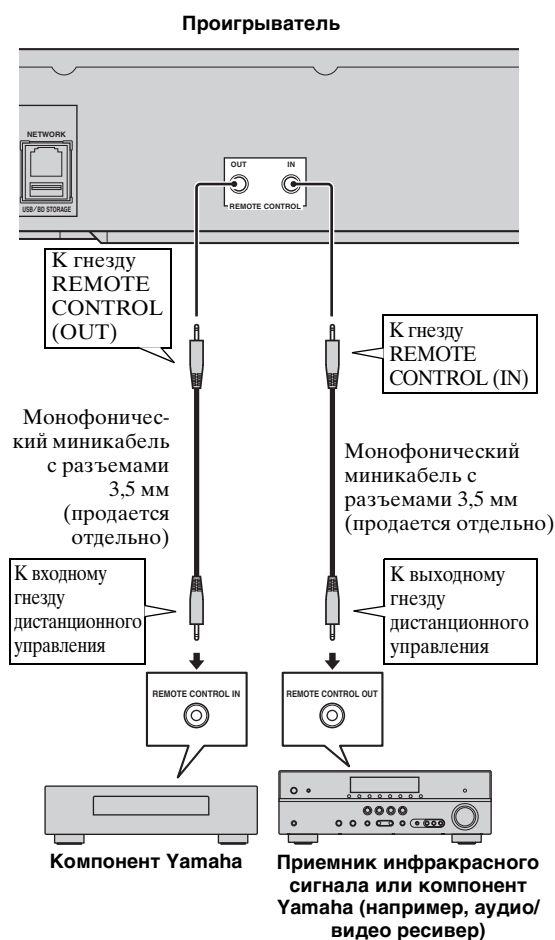 Проигрыватель
NETWORK
USB/BD STORAGE
OUT
IN
REMOTE CONTROL
К гнезду
REMOTE
CONTROL
(OUT)
К гнезду
REMOTE
CONTROL (IN)
Монофоничес-
кий миникабель
с разъемами
3,5 мм
(продается
отдельно)
Монофонический
миникабель с
разъемами 3,5 мм
(продается отдельно)
К входному
гнезду
дистанционного
управления
К выходному
гнезду
дистанционного
управления
REMOTE CONTROL IN
REMOTE CONTROL OUT
Компонент Yamaha
Приемник инфракрасного
сигнала или компонент
Yamaha (например, аудио/
видео ресивер)